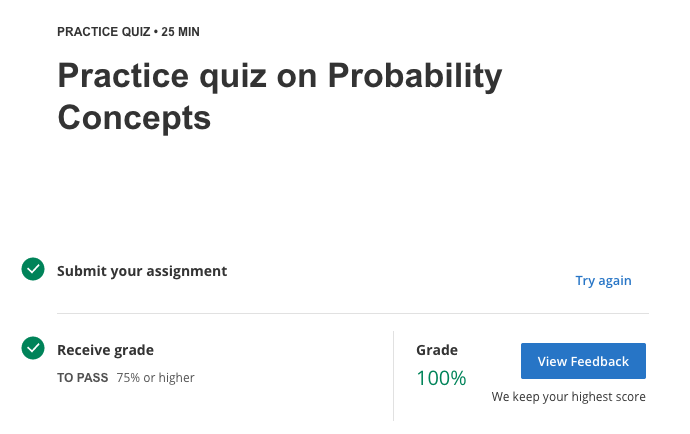 PRACTICE QUIZ • 25 MIN
Practice quiz on Probability
Concepts
Submit your assignment
Try again
Receive grade
TO PASS 75% or higher
Grade
100%
View Feedback
We keep your highest score